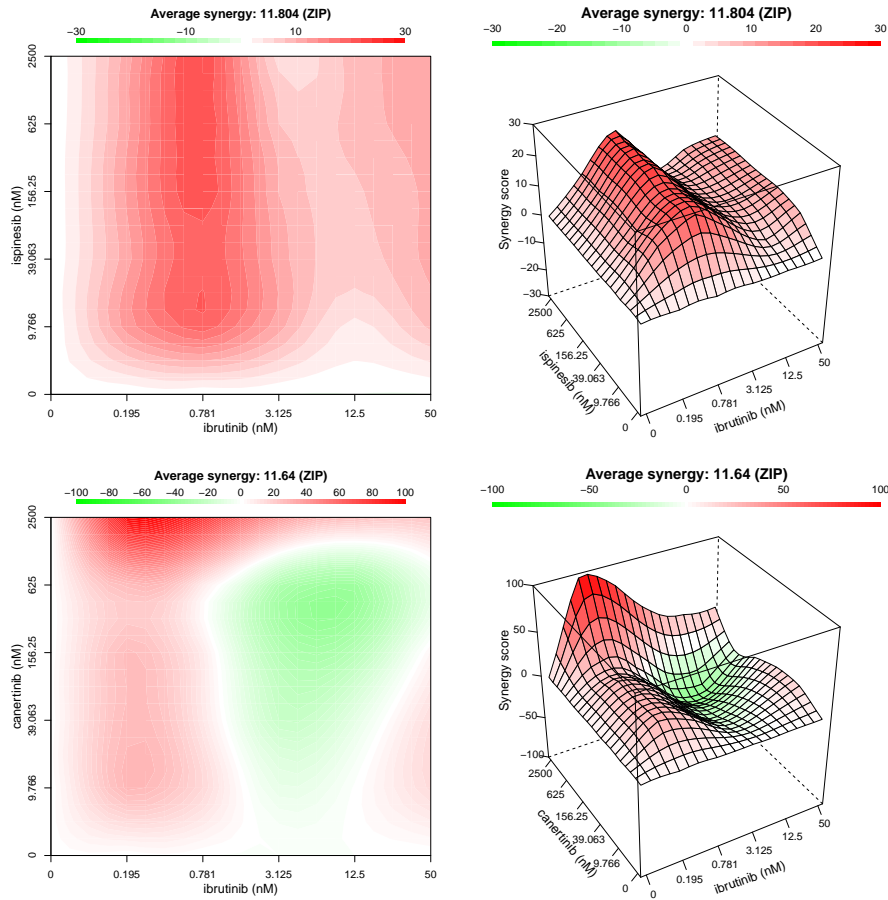 Average synergy: 11.804 (ZIP)
−30 −10 0 10 30
2500
625
156.25
39.063
9.766
0
ispinesib (nM)
0 0.195 0.781 3.125 12.5 50
ibrutinib (nM)
Average synergy: 11.804 (ZIP)
−30 −20 −10 0 10 20 30
30
20
10
0
−10
−20
−30
Synergy score
2500
625
156.25
39.063
9.766
0
ispinesib (nM)
0 0.195 0.781 3.125 12.5 50
ibrutinib (nM)
Average synergy: 11.64 (ZIP)
−100 −80 −60 −40 −20 0 20 40 60 80 100
2500
625
156.25
39.063
9.766
0
canertinib (nM)
0 0.195 0.781 3.125 12.5 50
ibrutinib (nM)
Average synergy: 11.64 (ZIP)
−100 −50 0 50 100
100
50
0
−50
−100
Synergy score
2500
625
156.25
39.063
9.766
0
canertinib (nM)
0 0.195 0.781 3.125 12.5 50
ibrutinib (nM)